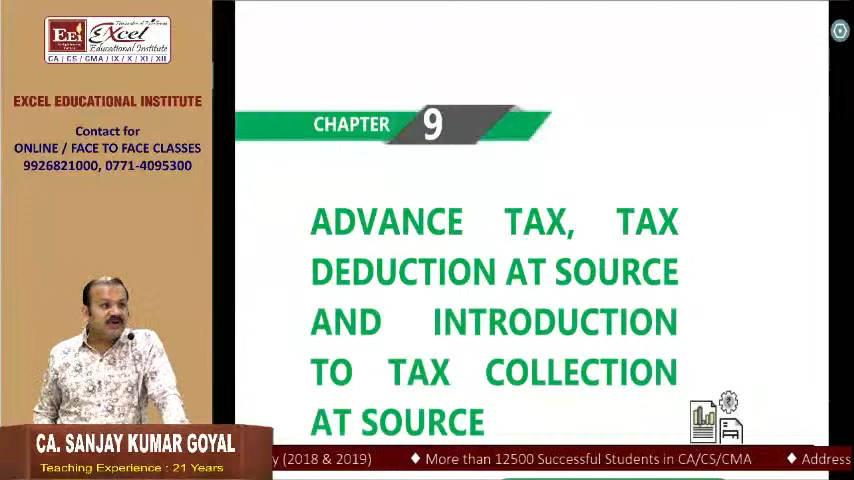 EEi
Excel
Educational Institute
CA / CS / CMA / IX / X / XI / XII
EXCEL EDUCATIONAL INSTITUTE
Contact for
ONLINE / FACE TO FACE CLASSES
9926821000, 0771-4095300
CHAPTER 9
ADVANCE TAX, TAX
DEDUCTION AT SOURCE
AND INTRODUCTION
TO TAX COLLECTION
AT SOURCE
CA. SANJAY KUMAR GOYAL
Teaching Experience : 21 Years
y (2018 & 2019) ◆ More than 12500 Successful Students in CA/CS/CMA ◆ Address